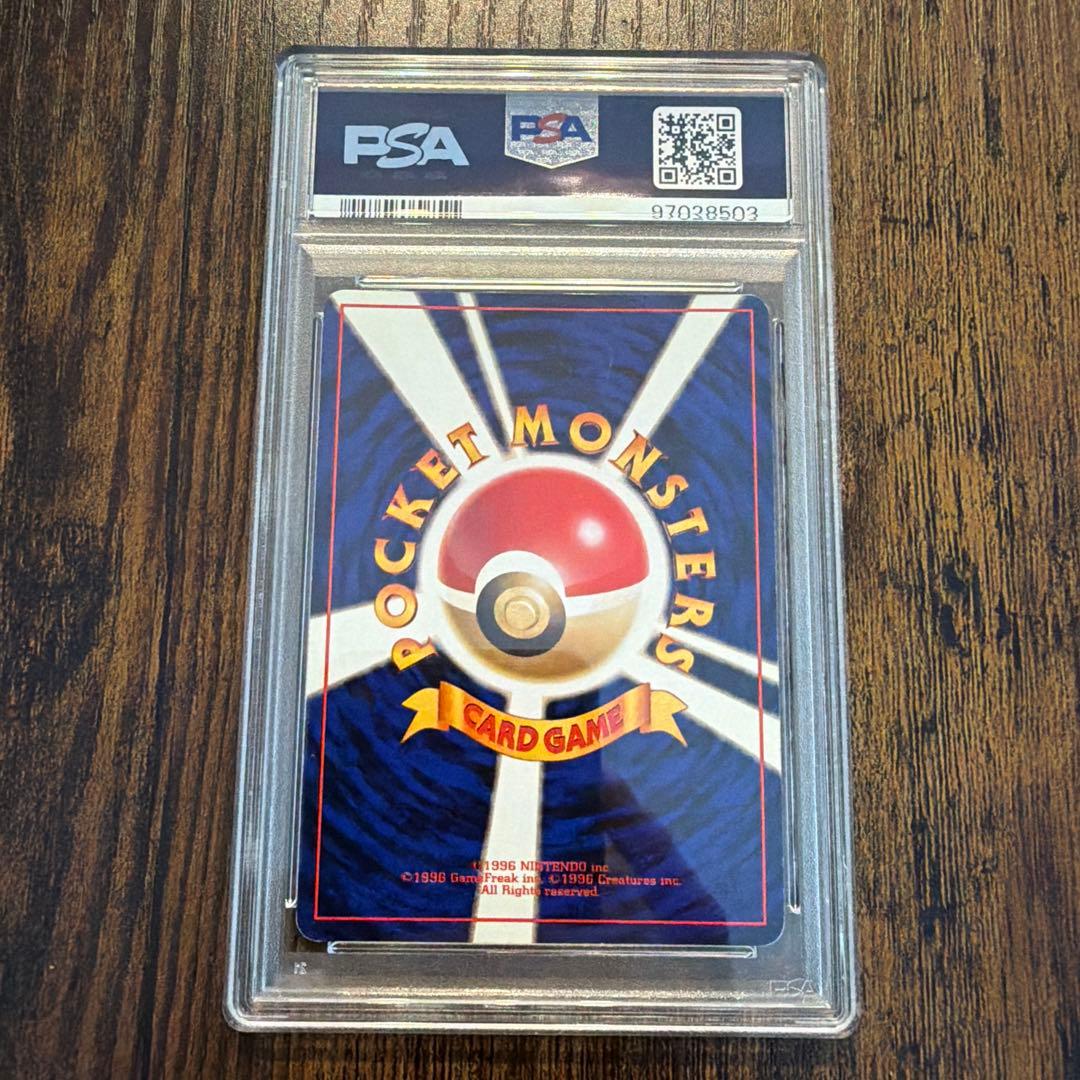 PSA
PSA
97038503
POCKET MONSTERS
CARD GAME
©1996 NINTENDO inc.
©1996 GameFreak inc. ©1996 Creatures inc.
All Rights reserved.
PSA